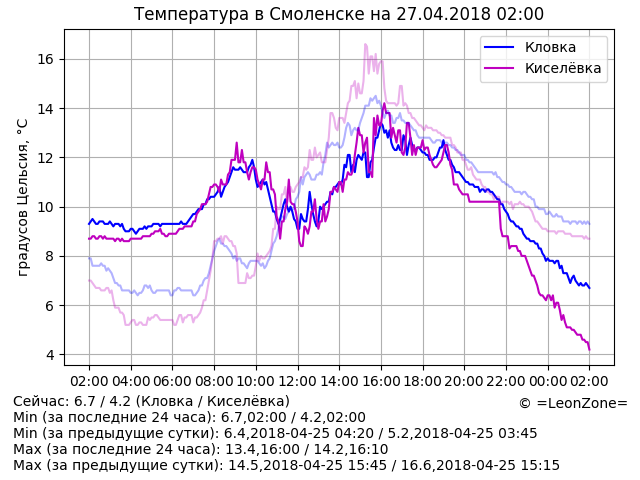 Температура в Смоленске на 27.04.2018 02:00
Кловка
Киселёвка
градусов Цельсия, °C
16
14
12
10
8
6
4
02:00 04:00 06:00 08:00 10:00 12:00 14:00 16:00 18:00 20:00 22:00 00:00 02:00
Сейчас: 6.7 / 4.2 (Кловка / Киселёвка)
© =LeonZone=
Min (за последние 24 часа): 6.7,02:00 / 4.2,02:00
Min (за предыдущие сутки): 6.4,2018-04-25 04:20 / 5.2,2018-04-25 03:45
Max (за последние 24 часа): 13.4,16:00 / 14.2,16:10
Max (за предыдущие сутки): 14.5,2018-04-25 15:45 / 16.6,2018-04-25 15:15